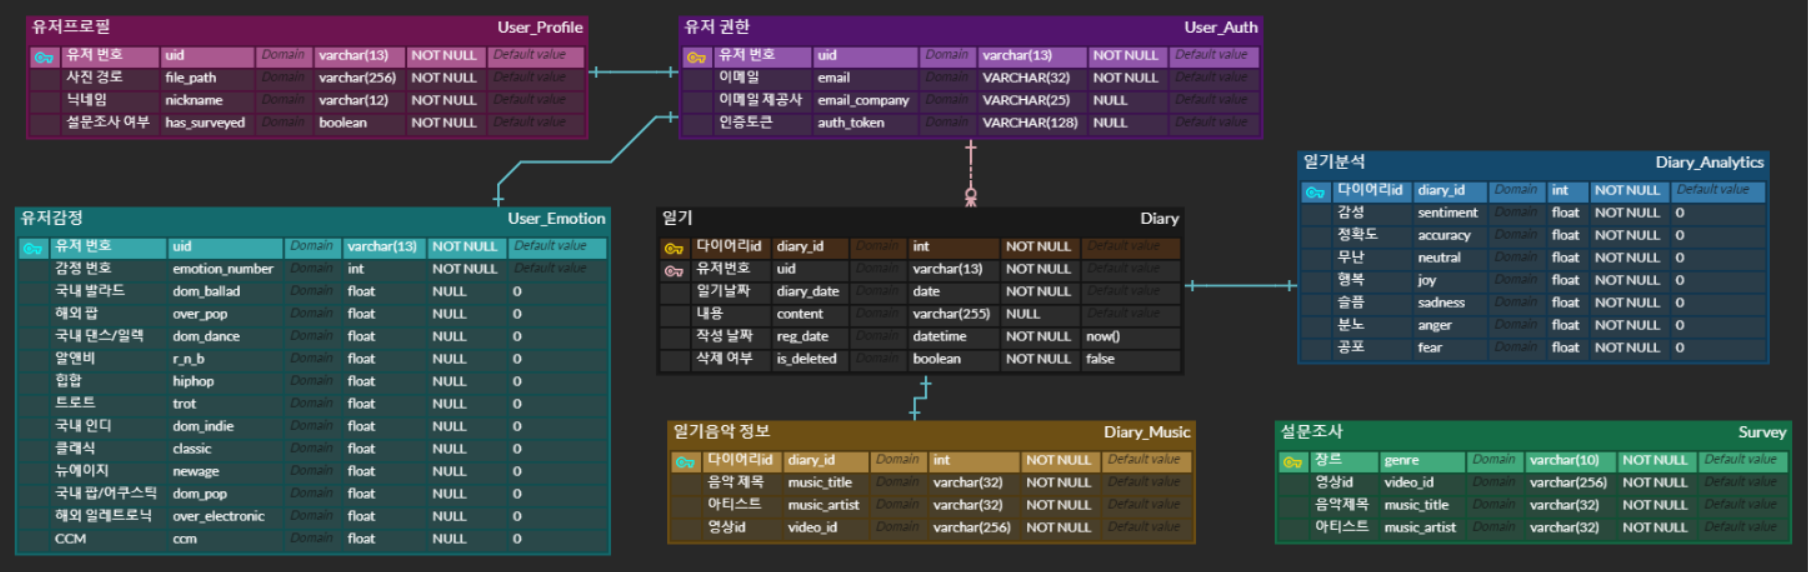 유저프로필 User_Profile
유저 번호 uid Domain varchar(13) NOT NULL Default value
사진 경로 file_path Domain varchar(256) NOT NULL Default value
닉네임 nickname Domain varchar(12) NOT NULL Default value
설문조사 여부 has_surveyed Domain boolean NOT NULL Default value
유저 권한 User_Auth
유저 번호 uid Domain varchar(13) NOT NULL Default value
이메일 email Domain VARCHAR(32) NOT NULL Default value
이메일 제공사 email_company Domain VARCHAR(25) NULL Default value
인증토큰 auth_token Domain VARCHAR(128) NULL Default value
유저감정 User_Emotion
유저 번호 uid Domain varchar(13) NOT NULL Default value
감정 번호 emotion_number Domain int NOT NULL Default value
국내 발라드 dom_ballad Domain float NULL 0
해외 팝 over_pop Domain float NULL 0
국내 댄스/일렉 dom_dance Domain float NULL 0
알앤비 r_n_b Domain float NULL 0
힙합 hiphop Domain float NULL 0
트로트 trot Domain float NULL 0
국내 인디 dom_indie Domain float NULL 0
클래식 classic Domain float NULL 0
뉴에이지 newage Domain float NULL 0
국내 팝/어쿠스틱 dom_pop Domain float NULL 0
해외 일레트로닉 over_electronic Domain float NULL 0
CCM ccm Domain float NULL 0
일기 Diary
다이어리id diary_id Domain int NOT NULL Default value
유저번호 uid Domain varchar(13) NOT NULL Default value
일기날짜 diary_date Domain date NOT NULL Default value
내용 content Domain varchar(255) NULL Default value
작성 날짜 reg_date Domain datetime NOT NULL now()
삭제 여부 is_deleted Domain boolean NOT NULL false
일기분석 Diary_Analytics
다이어리id diary_id Domain int NOT NULL Default value
감성 sentiment Domain float NOT NULL 0
정확도 accuracy Domain float NOT NULL 0
무난 neutral Domain float NOT NULL 0
행복 joy Domain float NOT NULL 0
슬픔 sadness Domain float NOT NULL 0
분노 anger Domain float NOT NULL 0
공포 fear Domain float NOT NULL 0
일기음악 정보 Diary_Music
다이어리id diary_id Domain int NOT NULL Default value
음악 제목 music_title Domain varchar(32) NOT NULL Default value
아티스트 music_artist Domain varchar(32) NOT NULL Default value
영상id video_id Domain varchar(256) NOT NULL Default value
설문조사 Survey
장르 genre Domain varchar(10) NOT NULL Default value
영상id video_id Domain varchar(256) NOT NULL Default value
음악제목 music_title Domain varchar(32) NOT NULL Default value
아티스트 music_artist Domain varchar(32) NOT NULL Default value